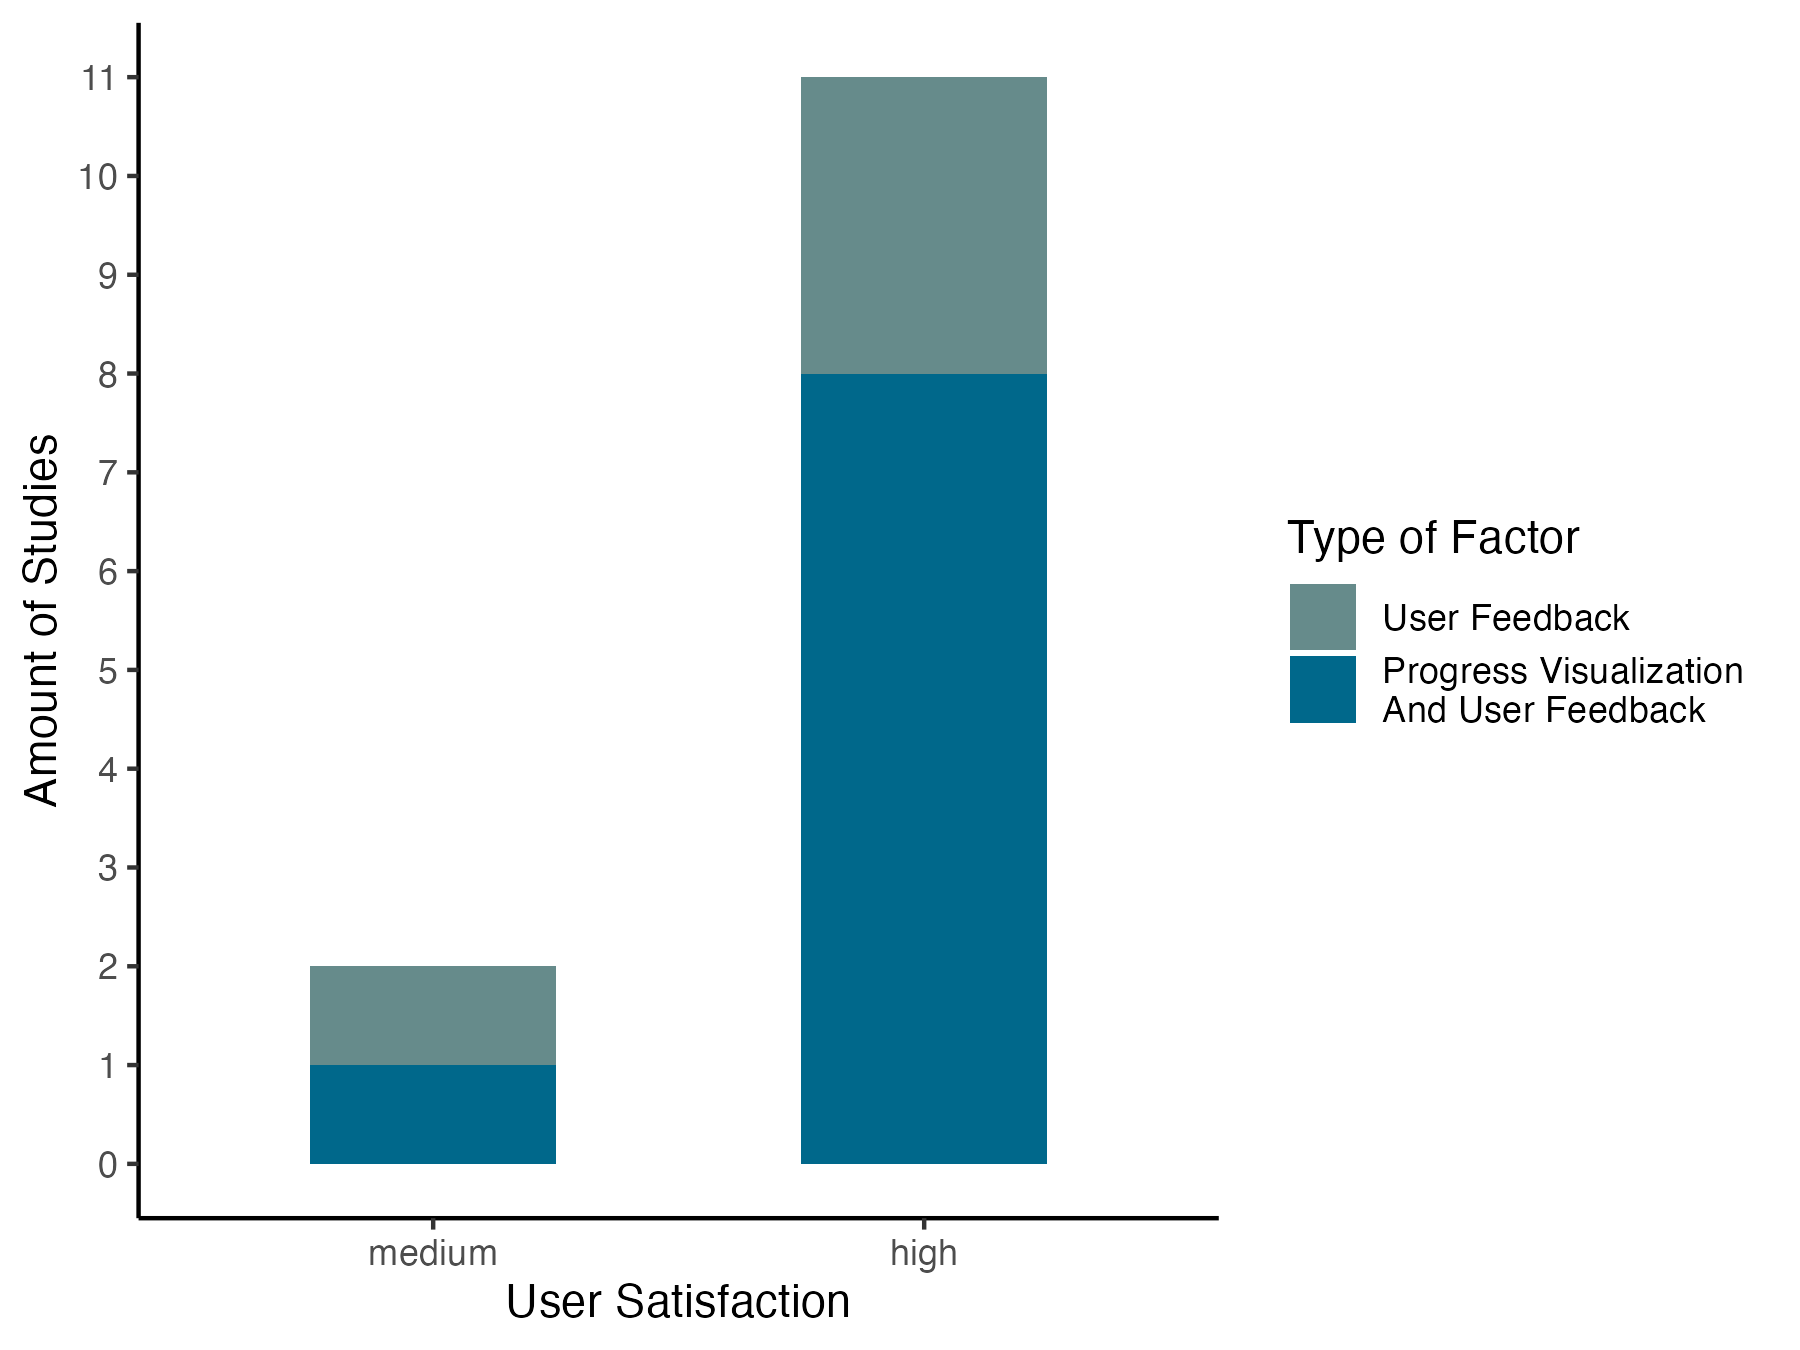 11
10
9
8
7
6
5
4
3
2
1
0
Amount of Studies
medium
high
User Satisfaction
Type of Factor
User Feedback
Progress Visualization
And User Feedback